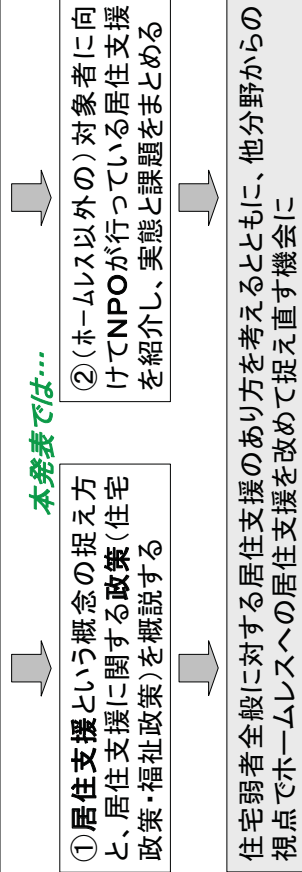 本発表では…
①居住支援という概念の捉え方
と、居住支援に関する政策(住宅
政策・福祉政策)を概説する
②(ホームレス以外の)対象者に向
けてNPOが行っている居住支援
を紹介し、実態と課題をまとめる
住宅弱者全般に対する居住支援のあり方を考えるとともに、他分野からの
視点でホームレスへの居住支援を改めて捉え直す機会に